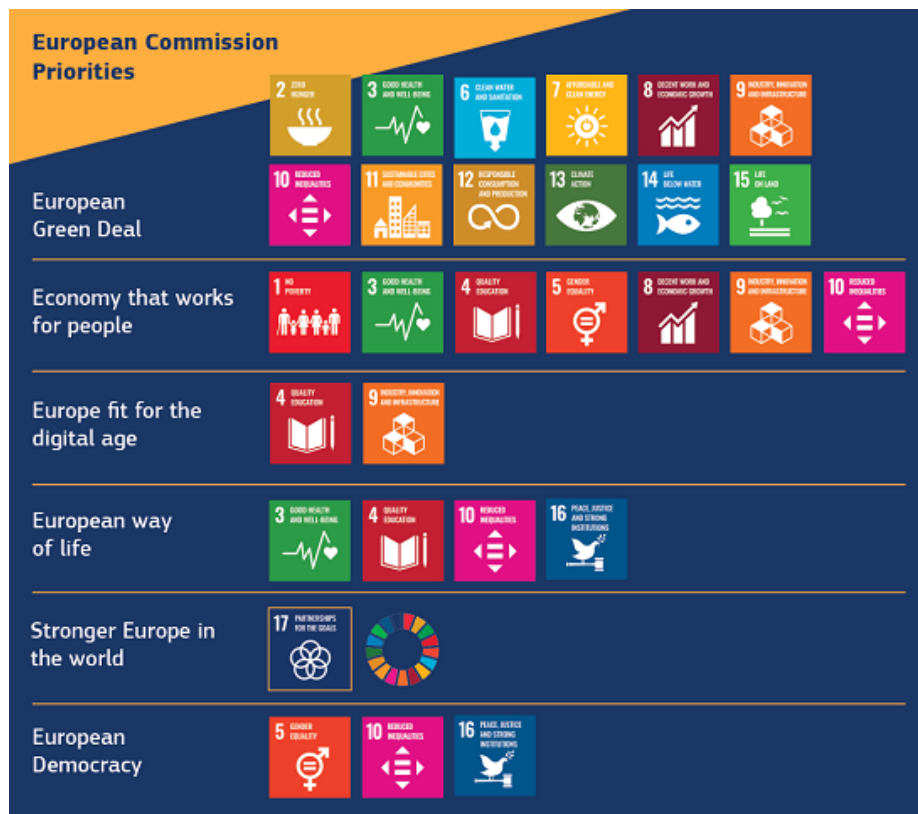 European Commission
Priorities
2 ZERO
HUNGER
3 GOOD HEALTH
AND WELL-BEING
6 CLEAN WATER
AND SANITATION
7 AFFORDABLE AND
CLEAN ENERGY
8 DECENT WORK AND
ECONOMIC GROWTH
9 INDUSTRY, INNOVATION
AND INFRASTRUCTURE
European
Green Deal
10 REDUCED
INEQUALITIES
11 SUSTAINABLE CITIES
AND COMMUNITIES
12 RESPONSIBLE
CONSUMPTION
AND PRODUCTION
13 CLIMATE
ACTION
14 LIFE
BELOW WATER
15 LIFE
ON LAND
Economy that works
for people
1 NO
POVERTY
3 GOOD HEALTH
AND WELL-BEING
4 QUALITY
EDUCATION
5 GENDER
EQUALITY
8 DECENT WORK AND
ECONOMIC GROWTH
9 INDUSTRY, INNOVATION
AND INFRASTRUCTURE
10 REDUCED
INEQUALITIES
Europe fit for the
digital age
4 QUALITY
EDUCATION
9 INDUSTRY, INNOVATION
AND INFRASTRUCTURE
European way
of life
3 GOOD HEALTH
AND WELL-BEING
4 QUALITY
EDUCATION
10 REDUCED
INEQUALITIES
16 PEACE, JUSTICE
AND STRONG
INSTITUTIONS
Stronger Europe in
the world
17 PARTNERSHIPS
FOR THE GOALS
European
Democracy
5 GENDER
EQUALITY
10 REDUCED
INEQUALITIES
16 PEACE, JUSTICE
AND STRONG
INSTITUTIONS